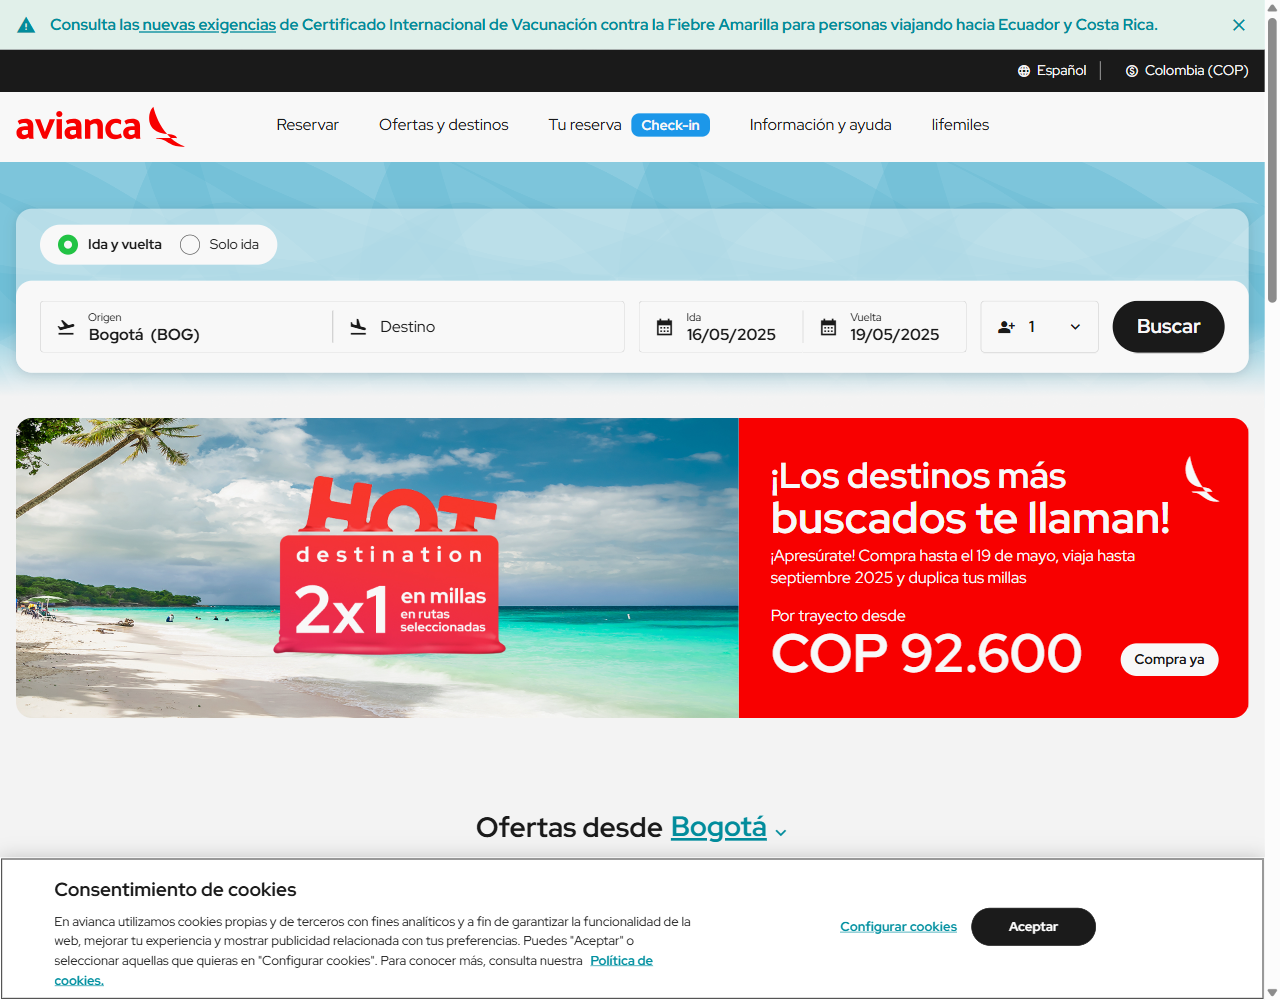 Consulta las nuevas exigencias de Certificado Internacional de Vacunación contra la Fiebre Amarilla para personas viajando hacia Ecuador y Costa Rica.
Español
Colombia (COP)
avianca
Reservar
Ofertas y destinos
Tu reserva
Check-in
Información y ayuda
lifemiles
Ida y vuelta
Solo ida
Origen
Bogotá (BOG)
Destino
Ida
16/05/2025
Vuelta
19/05/2025
1
Buscar
HOT
destination
2x1
en millas
en rutas
seleccionadas
¡Los destinos más
buscados te llaman!
¡Apresúrate! Compra hasta el 19 de mayo, viaja hasta
septiembre 2025 y duplica tus millas
Por trayecto desde
COP 92.600
Compra ya
Ofertas desde Bogotá
Consentimiento de cookies
En avianca utilizamos cookies propias y de terceros con fines analíticos y a fin de garantizar la funcionalidad de la
web, mejorar tu experiencia y mostrar publicidad relacionada con tus preferencias. Puedes "Aceptar" o
seleccionar aquellas que quieras en "Configurar cookies". Para conocer más, consulta nuestra Política de
cookies.
Configurar cookies
Aceptar